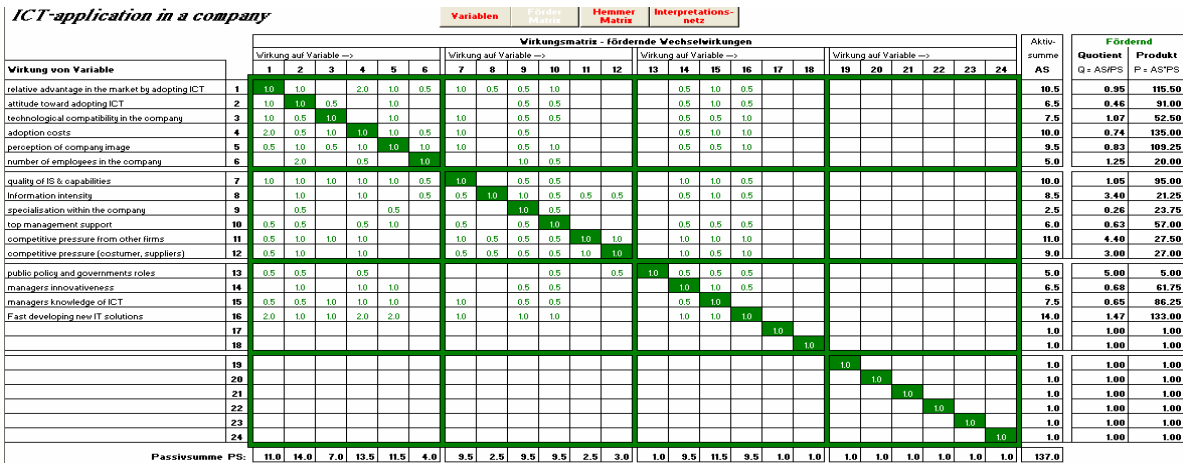 ICT-application in a company
Variablen Förder Matrix Hemmer Matrix Interpretations-netz
Wirkungsmatrix - fördernde Wechselwirkungen Aktiv- Fördernd
Wirkung auf Variable --> Wirkung auf Variable --> Wirkung auf Variable --> Wirkung auf Variable --> summe Quotient Produkt
Wirkung von Variable 1 2 3 4 5 6 7 8 9 10 11 12 13 14 15 16 17 18 19 20 21 22 23 24 AS Q = AS/PS P = AS*PS
relative advantage in the market by adopting ICT 1 1.0 1.0 2.0 1.0 0.5 1.0 0.5 0.5 1.0 0.5 1.0 0.5 10.5 0.95 115.50
attitude toward adopting ICT 2 1.0 1.0 0.5 1.0 0.5 0.5 0.5 1.0 0.5 6.5 0.46 91.00
technological compatibility in the company 3 1.0 0.5 1.0 1.0 1.0 0.5 0.5 1.0 1.0 7.5 1.07 52.50
adoption costs 4 2.0 0.5 1.0 1.0 1.0 0.5 1.0 0.5 0.5 1.0 1.0 10.0 0.74 135.00
perception of company image 5 0.5 1.0 0.5 1.0 1.0 1.0 1.0 0.5 1.0 0.5 0.5 1.0 9.5 0.83 109.25
number of employees in the company 6 2.0 0.5 1.0 1.0 0.5 5.0 1.25 20.00
quality of IS & capabilities 7 1.0 1.0 1.0 1.0 1.0 0.5 1.0 0.5 0.5 1.0 1.0 0.5 10.0 1.05 95.00
Information intensity 8 1.0 1.0 0.5 0.5 1.0 1.0 0.5 0.5 0.5 0.5 1.0 0.5 8.5 3.40 21.25
specialisation within the company 9 0.5 0.5 1.0 0.5 2.5 0.26 23.75
top management support 10 0.5 0.5 0.5 1.0 0.5 0.5 1.0 0.5 0.5 0.5 6.0 0.63 57.00
competitive pressure from other firms 11 0.5 1.0 1.0 1.0 1.0 0.5 0.5 0.5 1.0 1.0 1.0 1.0 1.0 11.0 4.40 27.50
competitive pressure (costumer, suppliers) 12 0.5 1.0 1.0 0.5 0.5 0.5 0.5 1.0 1.0 0.5 1.0 1.0 9.0 3.00 27.00
public policy and governments roles 13 0.5 0.5 0.5 0.5 0.5 1.0 0.5 0.5 0.5 5.0 5.00 5.00
managers innovativeness 14 1.0 1.0 1.0 0.5 0.5 1.0 1.0 0.5 6.5 0.68 61.75
managers knowledge of ICT 15 0.5 0.5 1.0 1.0 1.0 1.0 0.5 0.5 0.5 1.0 7.5 0.65 86.25
Fast developing new IT solutions 16 2.0 1.0 1.0 2.0 2.0 1.0 1.0 1.0 1.0 1.0 1.0 14.0 1.47 133.00
17 1.0 1.0 1.00 1.00
18 1.0 1.0 1.00 1.00
19 1.0 1.0 1.00 1.00
20 1.0 1.0 1.00 1.00
21 1.0 1.0 1.00 1.00
22 1.0 1.0 1.00 1.00
23 1.0 1.0 1.00 1.00
24 1.0 1.0 1.00 1.00
Passivsumme PS: 11.0 14.0 7.0 13.5 11.5 4.0 9.5 2.5 9.5 9.5 2.5 3.0 1.0 9.5 11.5 9.5 1.0 1.0 1.0 1.0 1.0 1.0 1.0 1.0 137.0